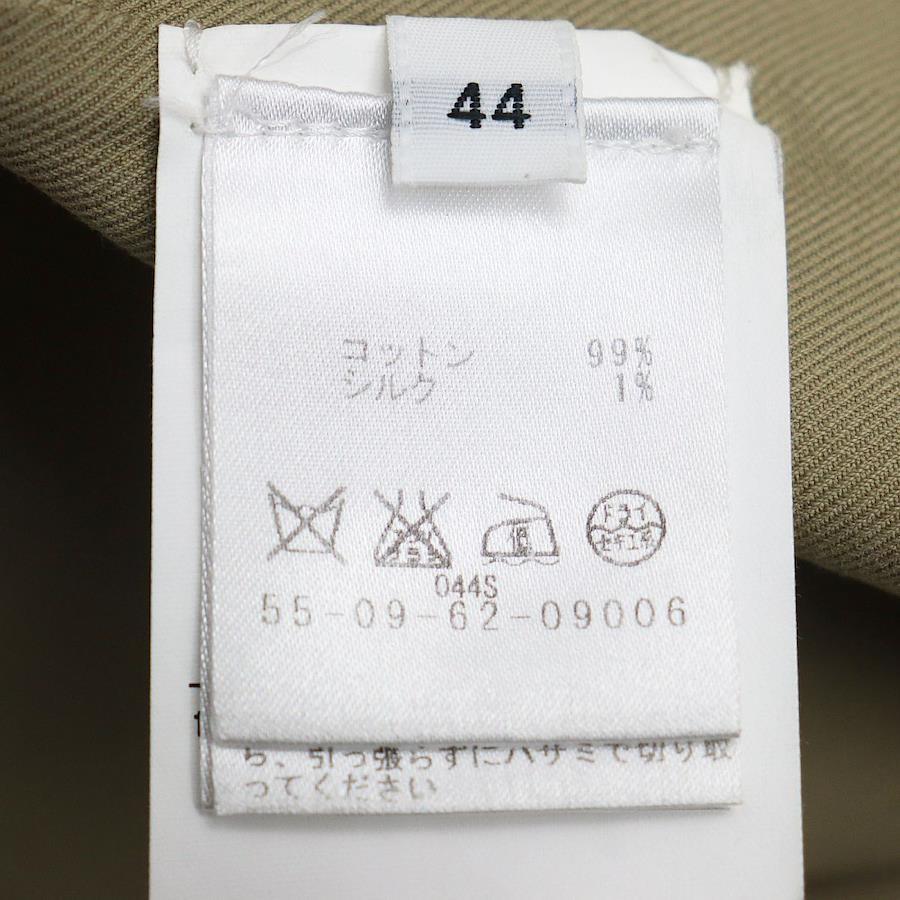 44
コットン 99%
シルク 1%
ドライ
セキユ系
044S
55-09-62-09006
ら、引っ張らずにハサミで切り取
ってください